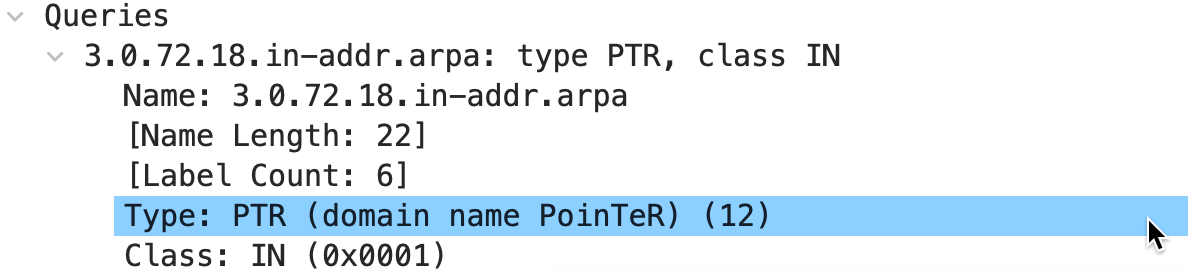 Queries
3.0.72.18.in-addr.arpa: type PTR, class IN
Name: 3.0.72.18.in-addr.arpa
[Name Length: 22]
[Label Count: 6]
Type: PTR (domain name PoinTeR) (12)
Class: IN (0x0001)